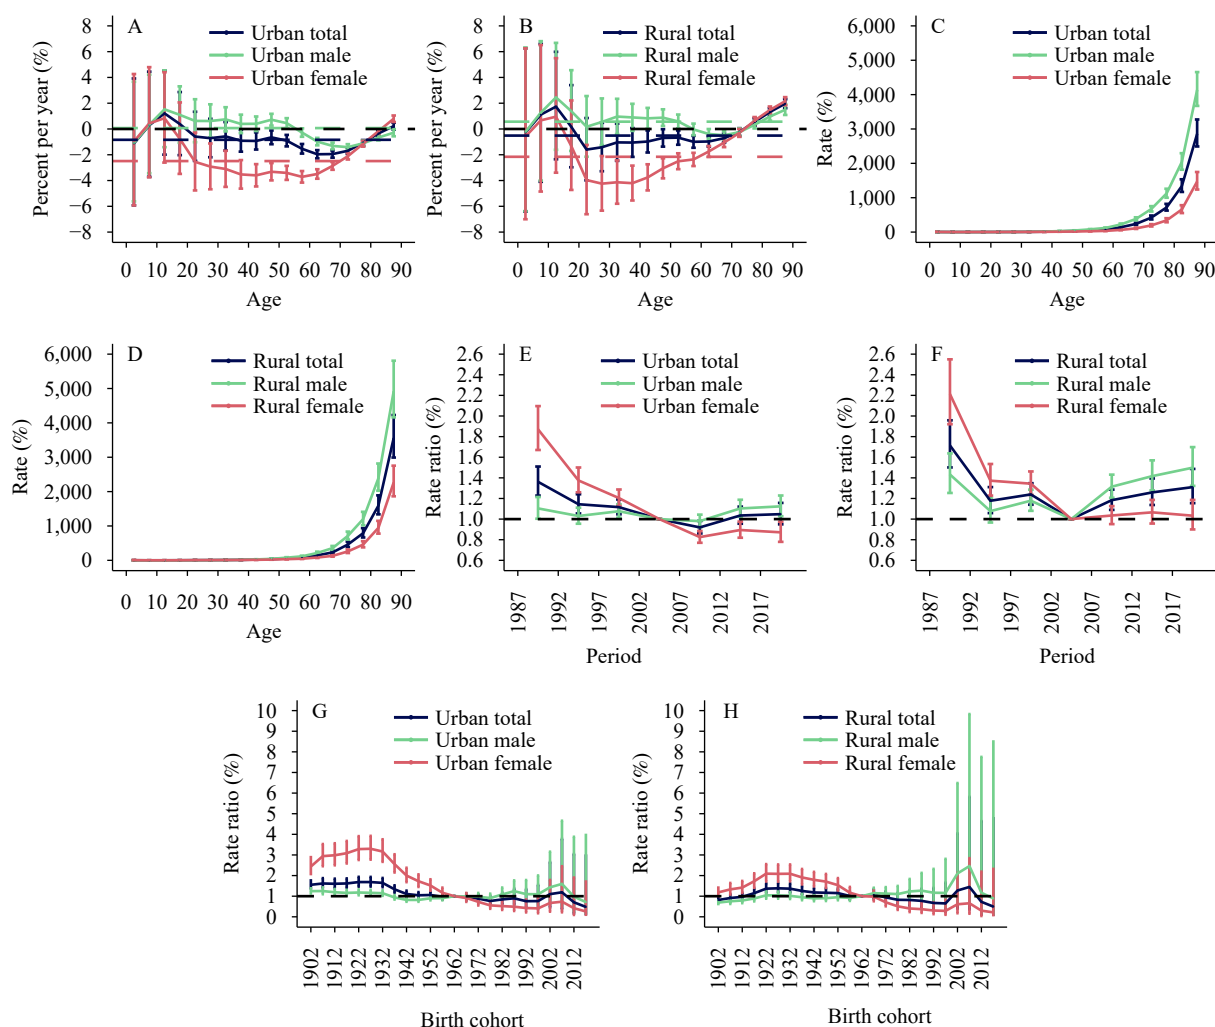 A
Urban total
Urban male
Urban female
Percent per year (%)
8
6
4
2
0
−2
−4
−6
−8
0 10 20 30 40 50 60 70 80 90
Age
B
Rural total
Rural male
Rural female
Percent per year (%)
8
6
4
2
0
−2
−4
−6
−8
0 10 20 30 40 50 60 70 80 90
Age
C
Urban total
Urban male
Urban female
Rate (%)
6,000
5,000
4,000
3,000
2,000
1,000
0
0 10 20 30 40 50 60 70 80 90
Age
D
Rural total
Rural male
Rural female
Rate (%)
6,000
5,000
4,000
3,000
2,000
1,000
0
0 10 20 30 40 50 60 70 80 90
Age
E
Urban total
Urban male
Urban female
Rate ratio (%)
2.6
2.4
2.2
2.0
1.8
1.6
1.4
1.2
1.0
0.8
0.6
1987 1992 1997 2002 2007 2012 2017
Period
F
Rural total
Rural male
Rural female
Rate ratio (%)
2.6
2.4
2.2
2.0
1.8
1.6
1.4
1.2
1.0
0.8
0.6
1987 1992 1997 2002 2007 2012 2017
Period
G
Urban total
Urban male
Urban female
Rate ratio (%)
10
9
8
7
6
5
4
3
2
1
0
1902 1912 1922 1932 1942 1952 1962 1972 1982 1992 2002 2012
Birth cohort
H
Rural total
Rural male
Rural female
Rate ratio (%)
10
9
8
7
6
5
4
3
2
1
0
1902 1912 1922 1932 1942 1952 1962 1972 1982 1992 2002 2012
Birth cohort